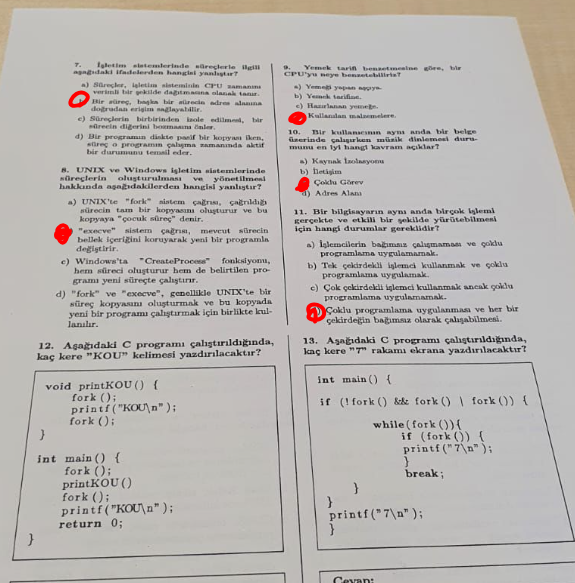 7. İşletim sistemlerinde süreçlerle ilgili
aşağıdaki ifadelerden hangisi yanlıştır?
a) Süreçler, işletim sisteminin CPU zamanını
verimli bir şekilde dağıtmasına olanak tanır.
Bir süreç, başka bir sürecin adres alanına
doğrudan erişim sağlayabilir.
c) Süreçlerin birbirinden izole edilmesi, bir
sürecin diğerini bozmasını önler.
d) Bir programın diskte pasif bir kopyası iken,
süreç o programın çalışma zamanında aktif
bir durumunu temsil eder.
8. UNIX ve Windows işletim sistemlerinde
süreçlerin oluşturulması ve yönetilmesi
hakkında aşağıdakilerden hangisi yanlıştır?
a) UNIX'te "fork" sistem çağrısı, çağrıldığı
sürecin tam bir kopyasını oluşturur ve bu
kopyaya "çocuk süreç" denir.
"execve" sistem çağrısı, mevcut sürecin
bellek içeriğini koruyarak yeni bir programla
değiştirir.
c) Windows'ta "CreateProcess" fonksiyonu,
hem süreci oluşturur hem de belirtilen pro-
gramı yeni süreçte çalıştırır.
d) "fork" ve "execve", genellikle UNIX'te bir
süreç kopyasını oluşturmak ve bu kopyada
yeni bir program çalıştırmak için birlikte kul-
lanılır.
9. Yemek tarifi benzetmesine göre, bir
CPU'yu neye benzetebiliriz?
a) Yemeği yapan aşçıya.
b) Yemek tarifine.
c) Hazırlanan yemeğe.
Kullanılan malzemelere.
10. Bir kullanıcının aynı anda bir belge
üzerinde çalışırken müzik dinlemesi duru-
munu en iyi hangi kavram açıklar?
a) Kaynak İzolasyonu
b) İletişim
Çoklu Görev
d) Adres Alanı
11. Bir bilgisayarın aynı anda birçok işlemi
gerçekte ve etkili bir şekilde yürütebilmesi
için hangi durumlar gereklidir?
a) İşlemcilerin bağımsız çalışmaması ve çoklu
programlama uygulamamak.
b) Tek çekirdekli işlemci kullanmak ve çoklu
programlama uygulamak.
c) Çok çekirdekli işlemci kullanmak ancak çoklu
programlama uygulamamak.
Çoklu programlama uygulanması ve her bir
çekirdeğin bağımsız olarak çalışabilmesi.
12. Aşağıdaki C programı çalıştırıldığında,
kaç kere "KOU" kelimesi yazdırılacaktır?
void printKOU() {
fork();
printf("KOU\n");
fork();
}
int main() {
fork();
printKOU()
fork();
printf("KOU\n");
return 0;
}
13. Aşağıdaki C programı çalıştırıldığında,
kaç kere "7" rakamı ekrana yazdırılacaktır?
int main() {
if (!fork() && fork() | fork()) {
while(fork()){
if (fork()) {
printf("7\n");
}
break;
}
}
printf("7\n");
}
Cevap: